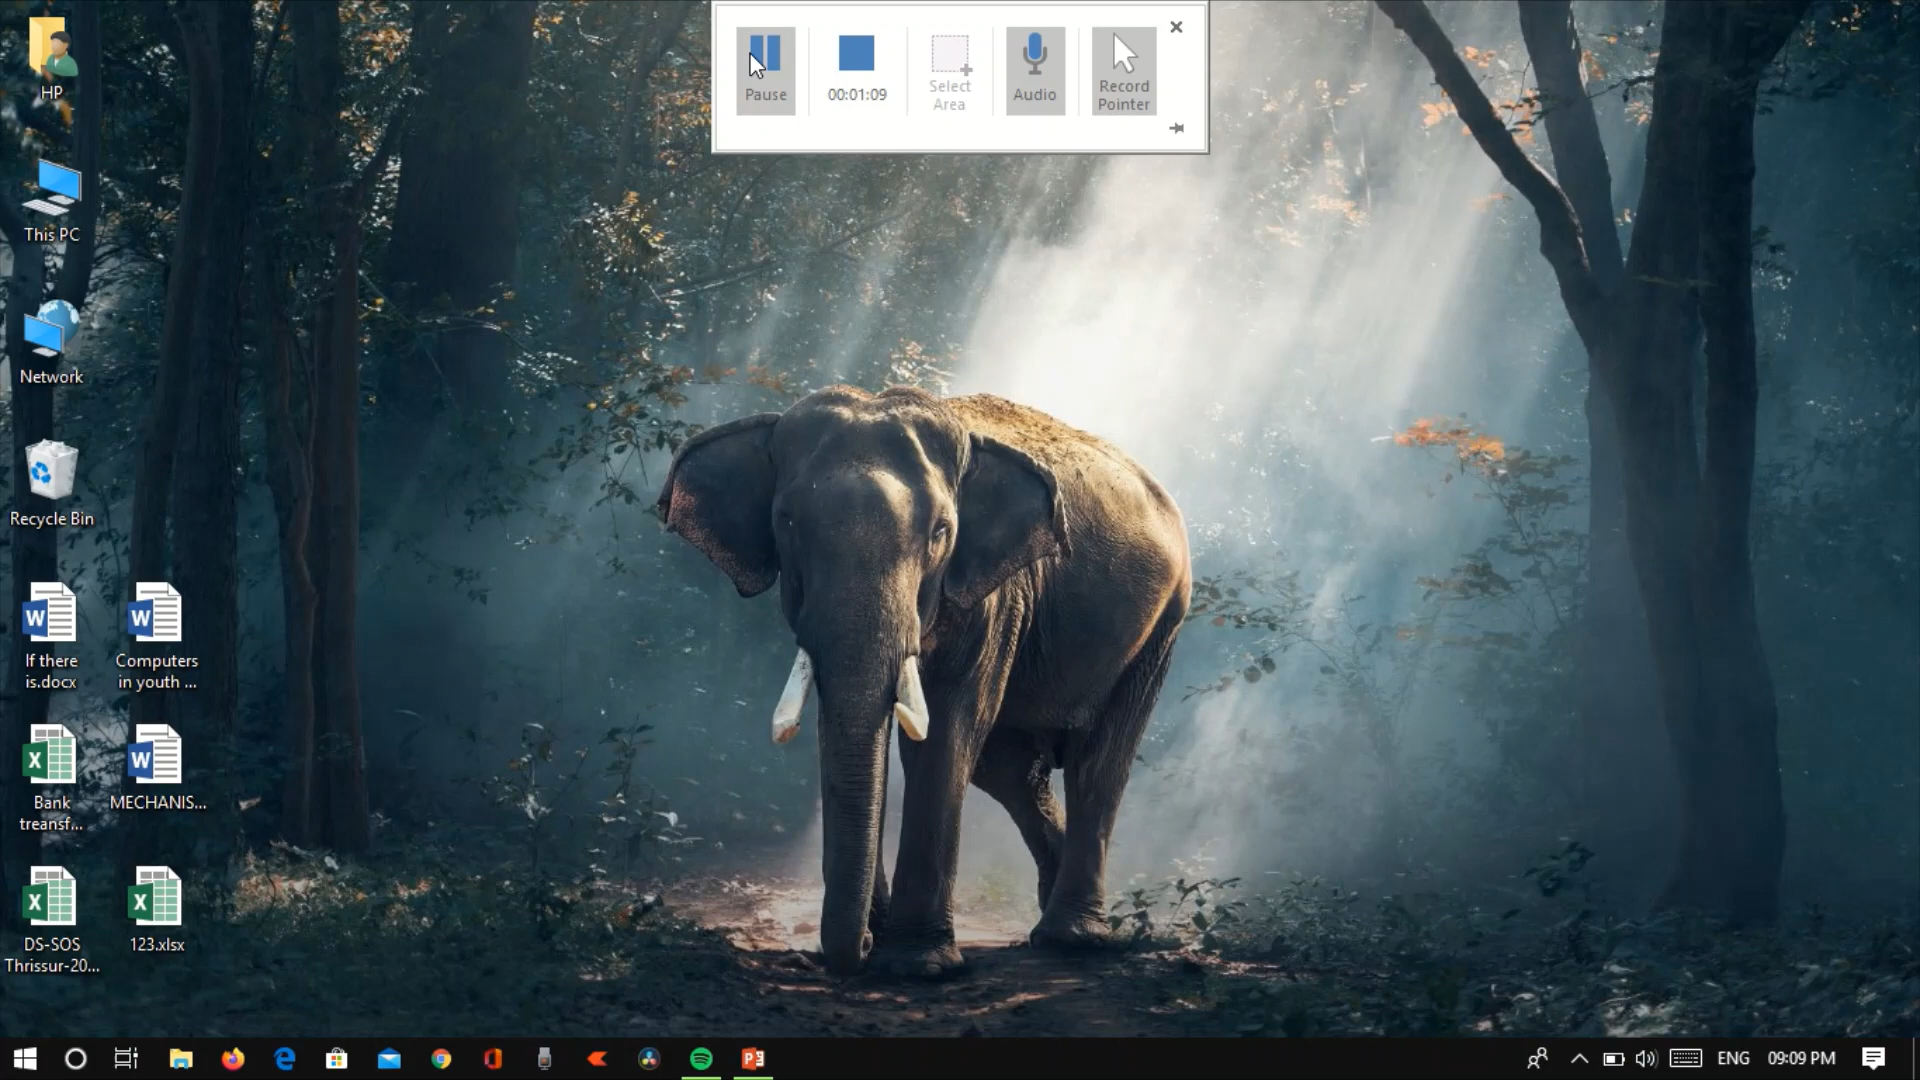 Pause
00:01:09
Select
Area
Audio
Record
Pointer
HP
This PC
Network
Recycle Bin
If there
is.docx
Computers
in youth ...
Bank
treansf...
MECHANIS...
DS-SOS
Thrissur-20...
123.xlsx
ENG
09:09 PM